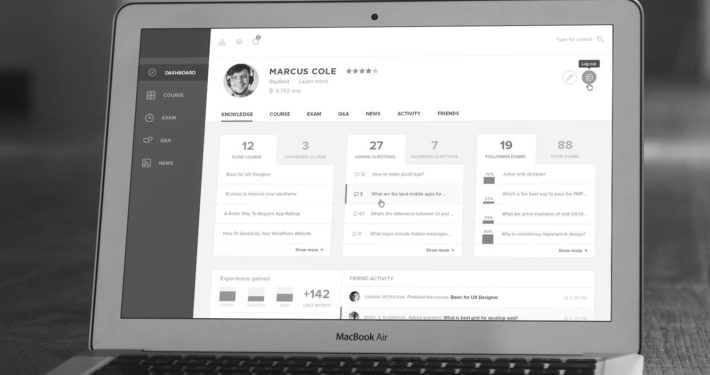 Type for search
DASHBOARD
COURSE
EXAM
Q&A
NEWS
MARCUS COLE
Student · Learn more
8,782 exp
Log out
KNOWLEDGE COURSE EXAM Q&A NEWS ACTIVITY FRIENDS
12
DONE COURSE
3
UNFINISHED COURSE
Basic for UX Designer
10 steps to improve your wireframe
A Better Way To Request App Ratings
How To Speed Up Your WordPress Website
Show more
27
ASKING QUESTIONS
7
ANSWERED QUESTIONS
12 How to make good logo?
3 What are the best mobile apps for ...
What's the difference between UI and ...
0 What types include hidden-messages ...
Show more
19
FOLLOWING EXAMS
88
DONE EXAMS
Junior web designer
Which is the best way to pass the PMP ...
What are great examples of viral UX/UI ...
Why is consistency important to design?
Show more
Experience gained
+142
LAST MONTH
FRIEND ACTIVITY
SHAWN PETERSON Finished the course: Basic for UX Designer
MARY V. ROBINSON Asked question: What is best grid for desktop web?
MacBook Air